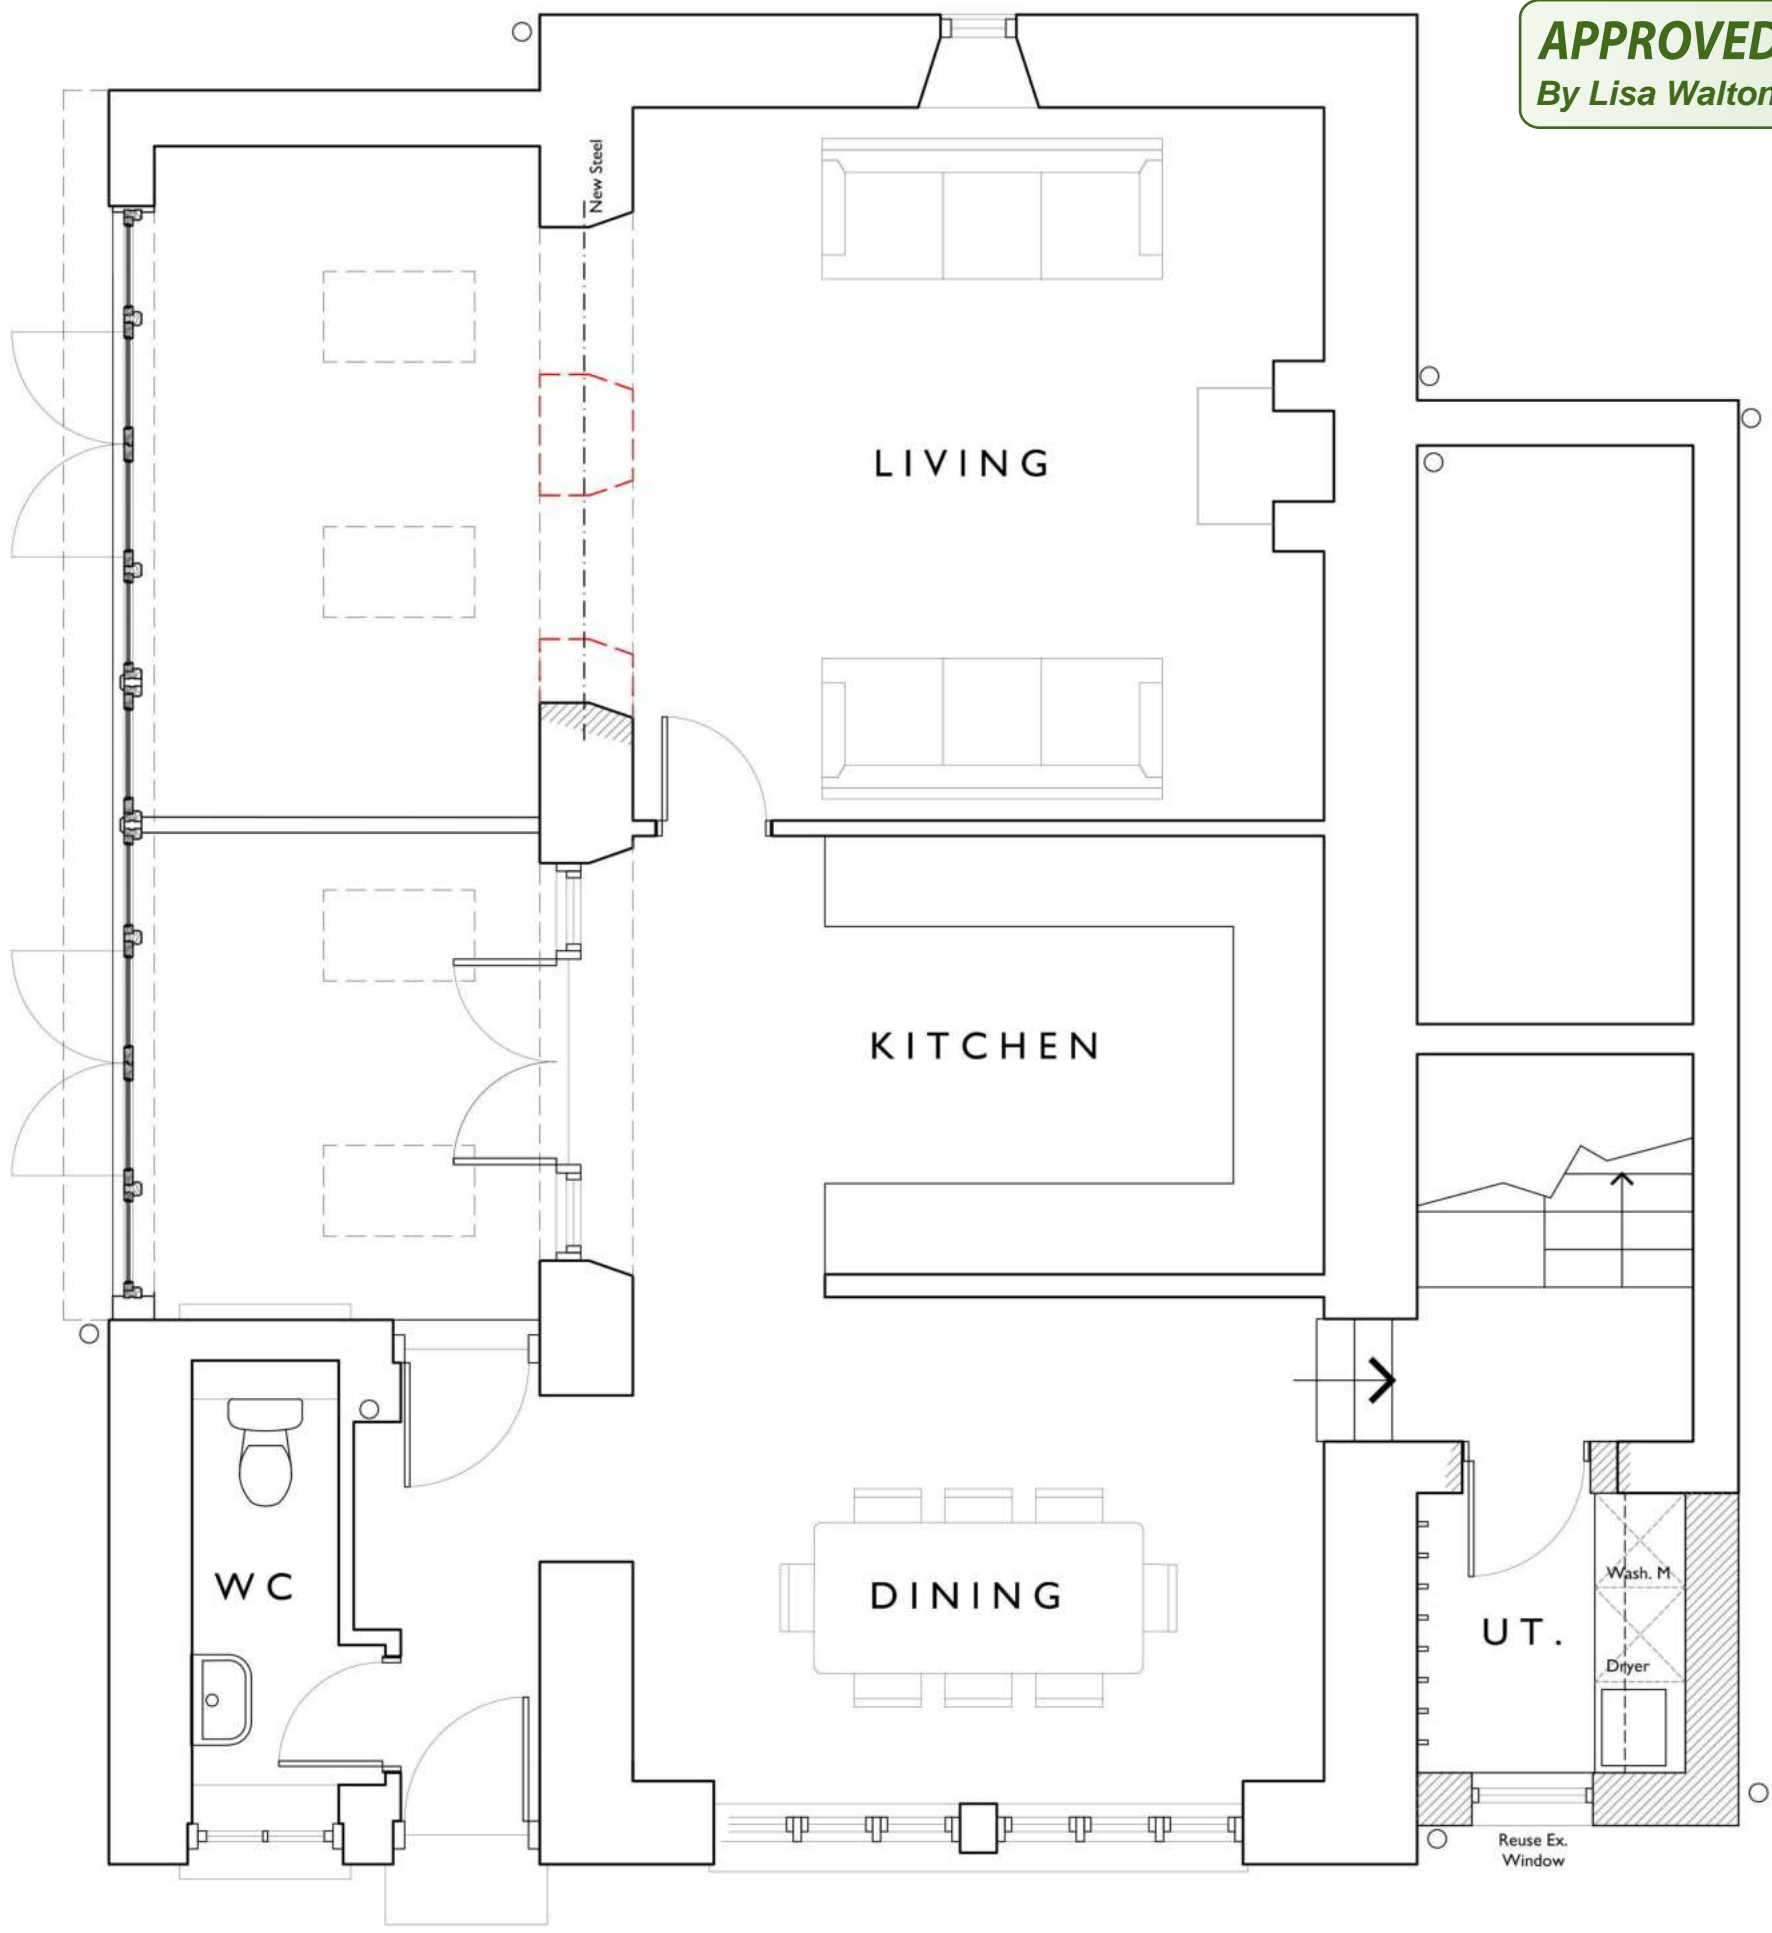 APPROVED
By Lisa Walton
New Steel
LIVING
KITCHEN
WC
DINING
Wash. M
UT.
Dryer
Reuse Ex.
Window